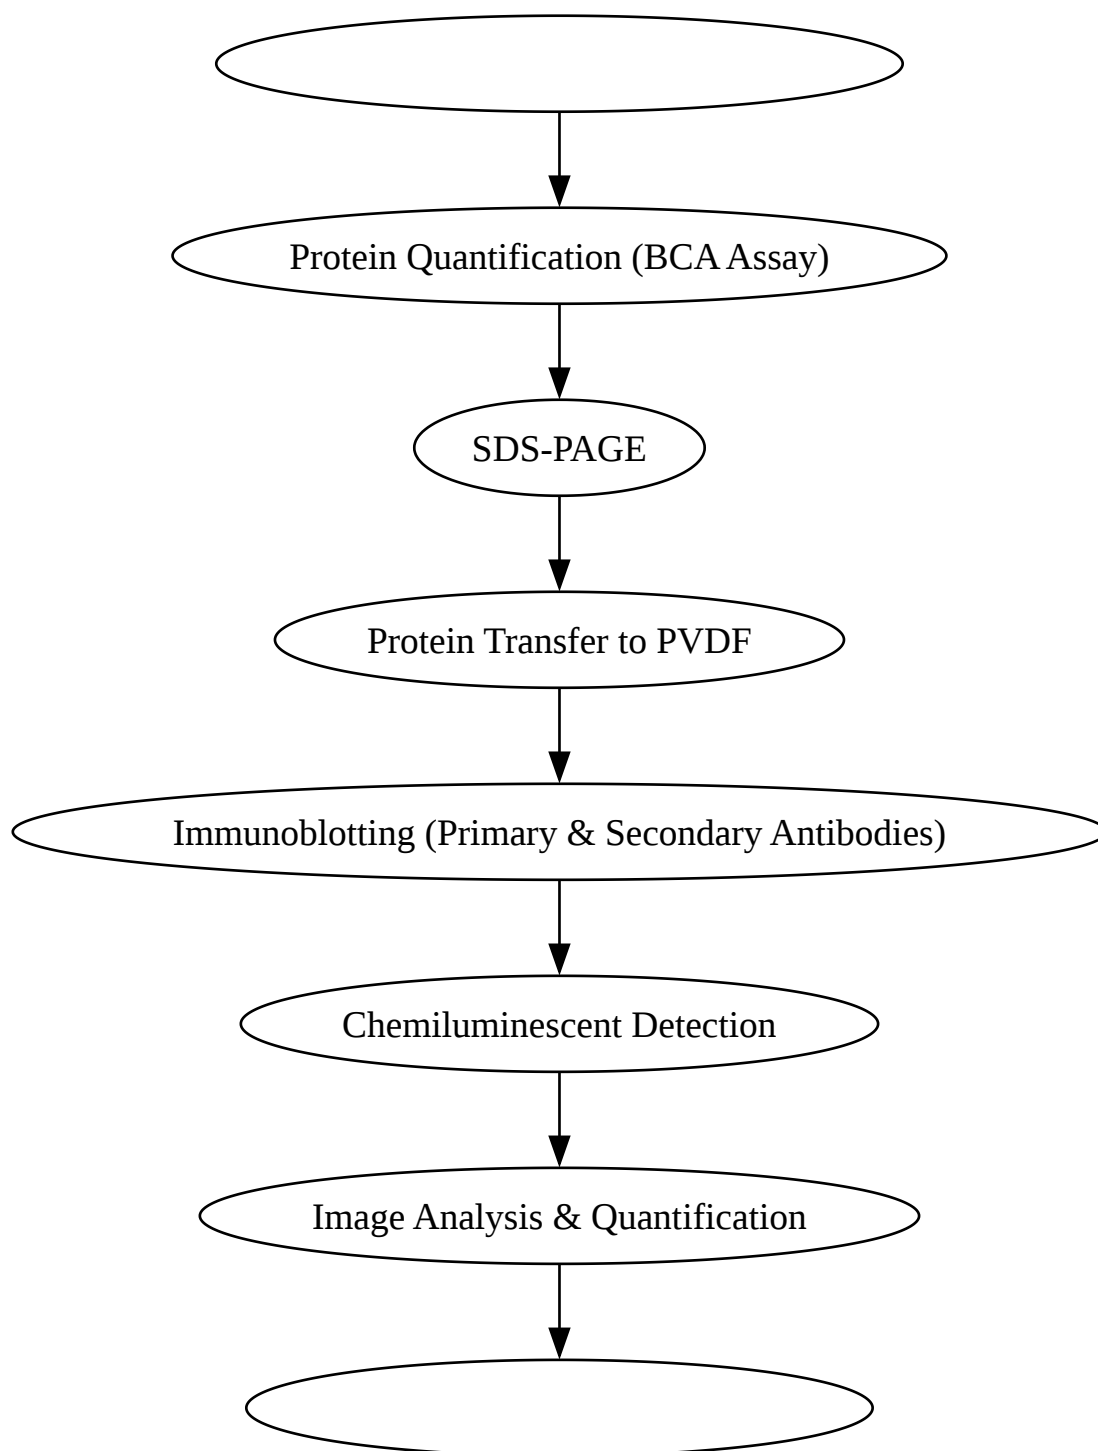 Protein Quantification (BCA Assay)
SDS-PAGE
Protein Transfer to PVDF
Immunoblotting (Primary & Secondary Antibodies)
Chemiluminescent Detection
Image Analysis & Quantification